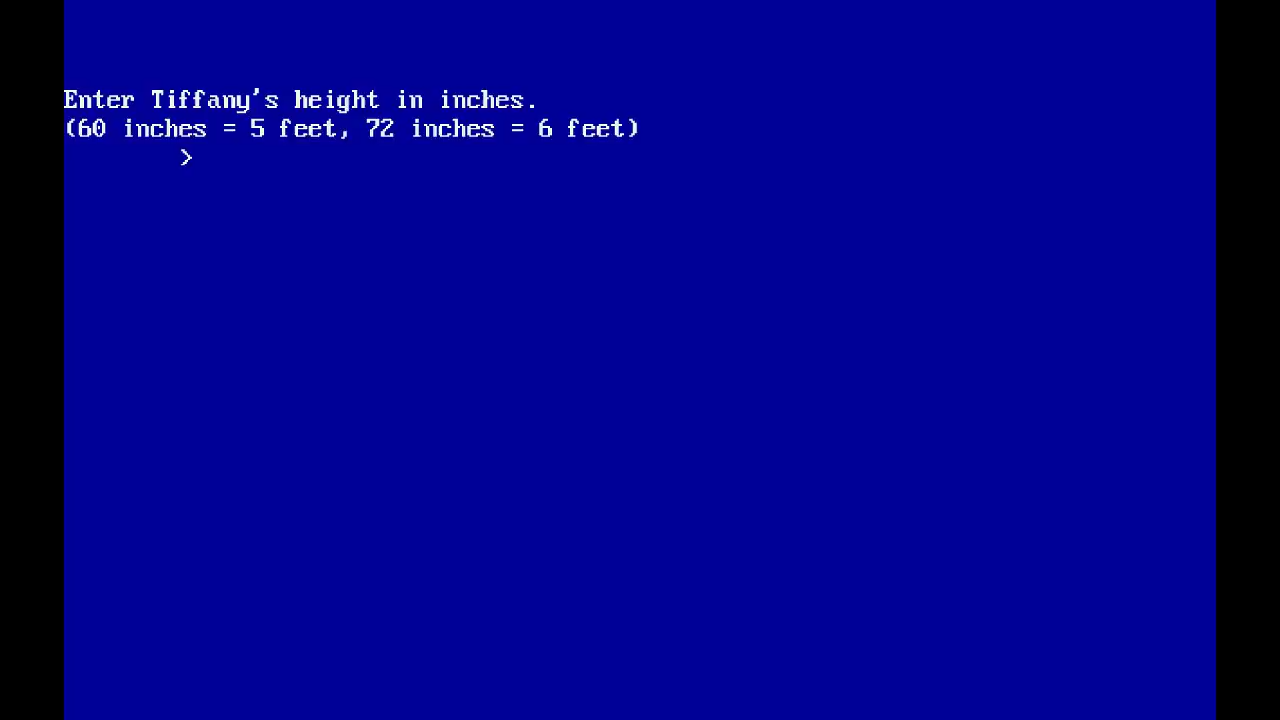 Enter Tiffany's height in inches.
(60 inches = 5 feet, 72 inches = 6 feet)
>